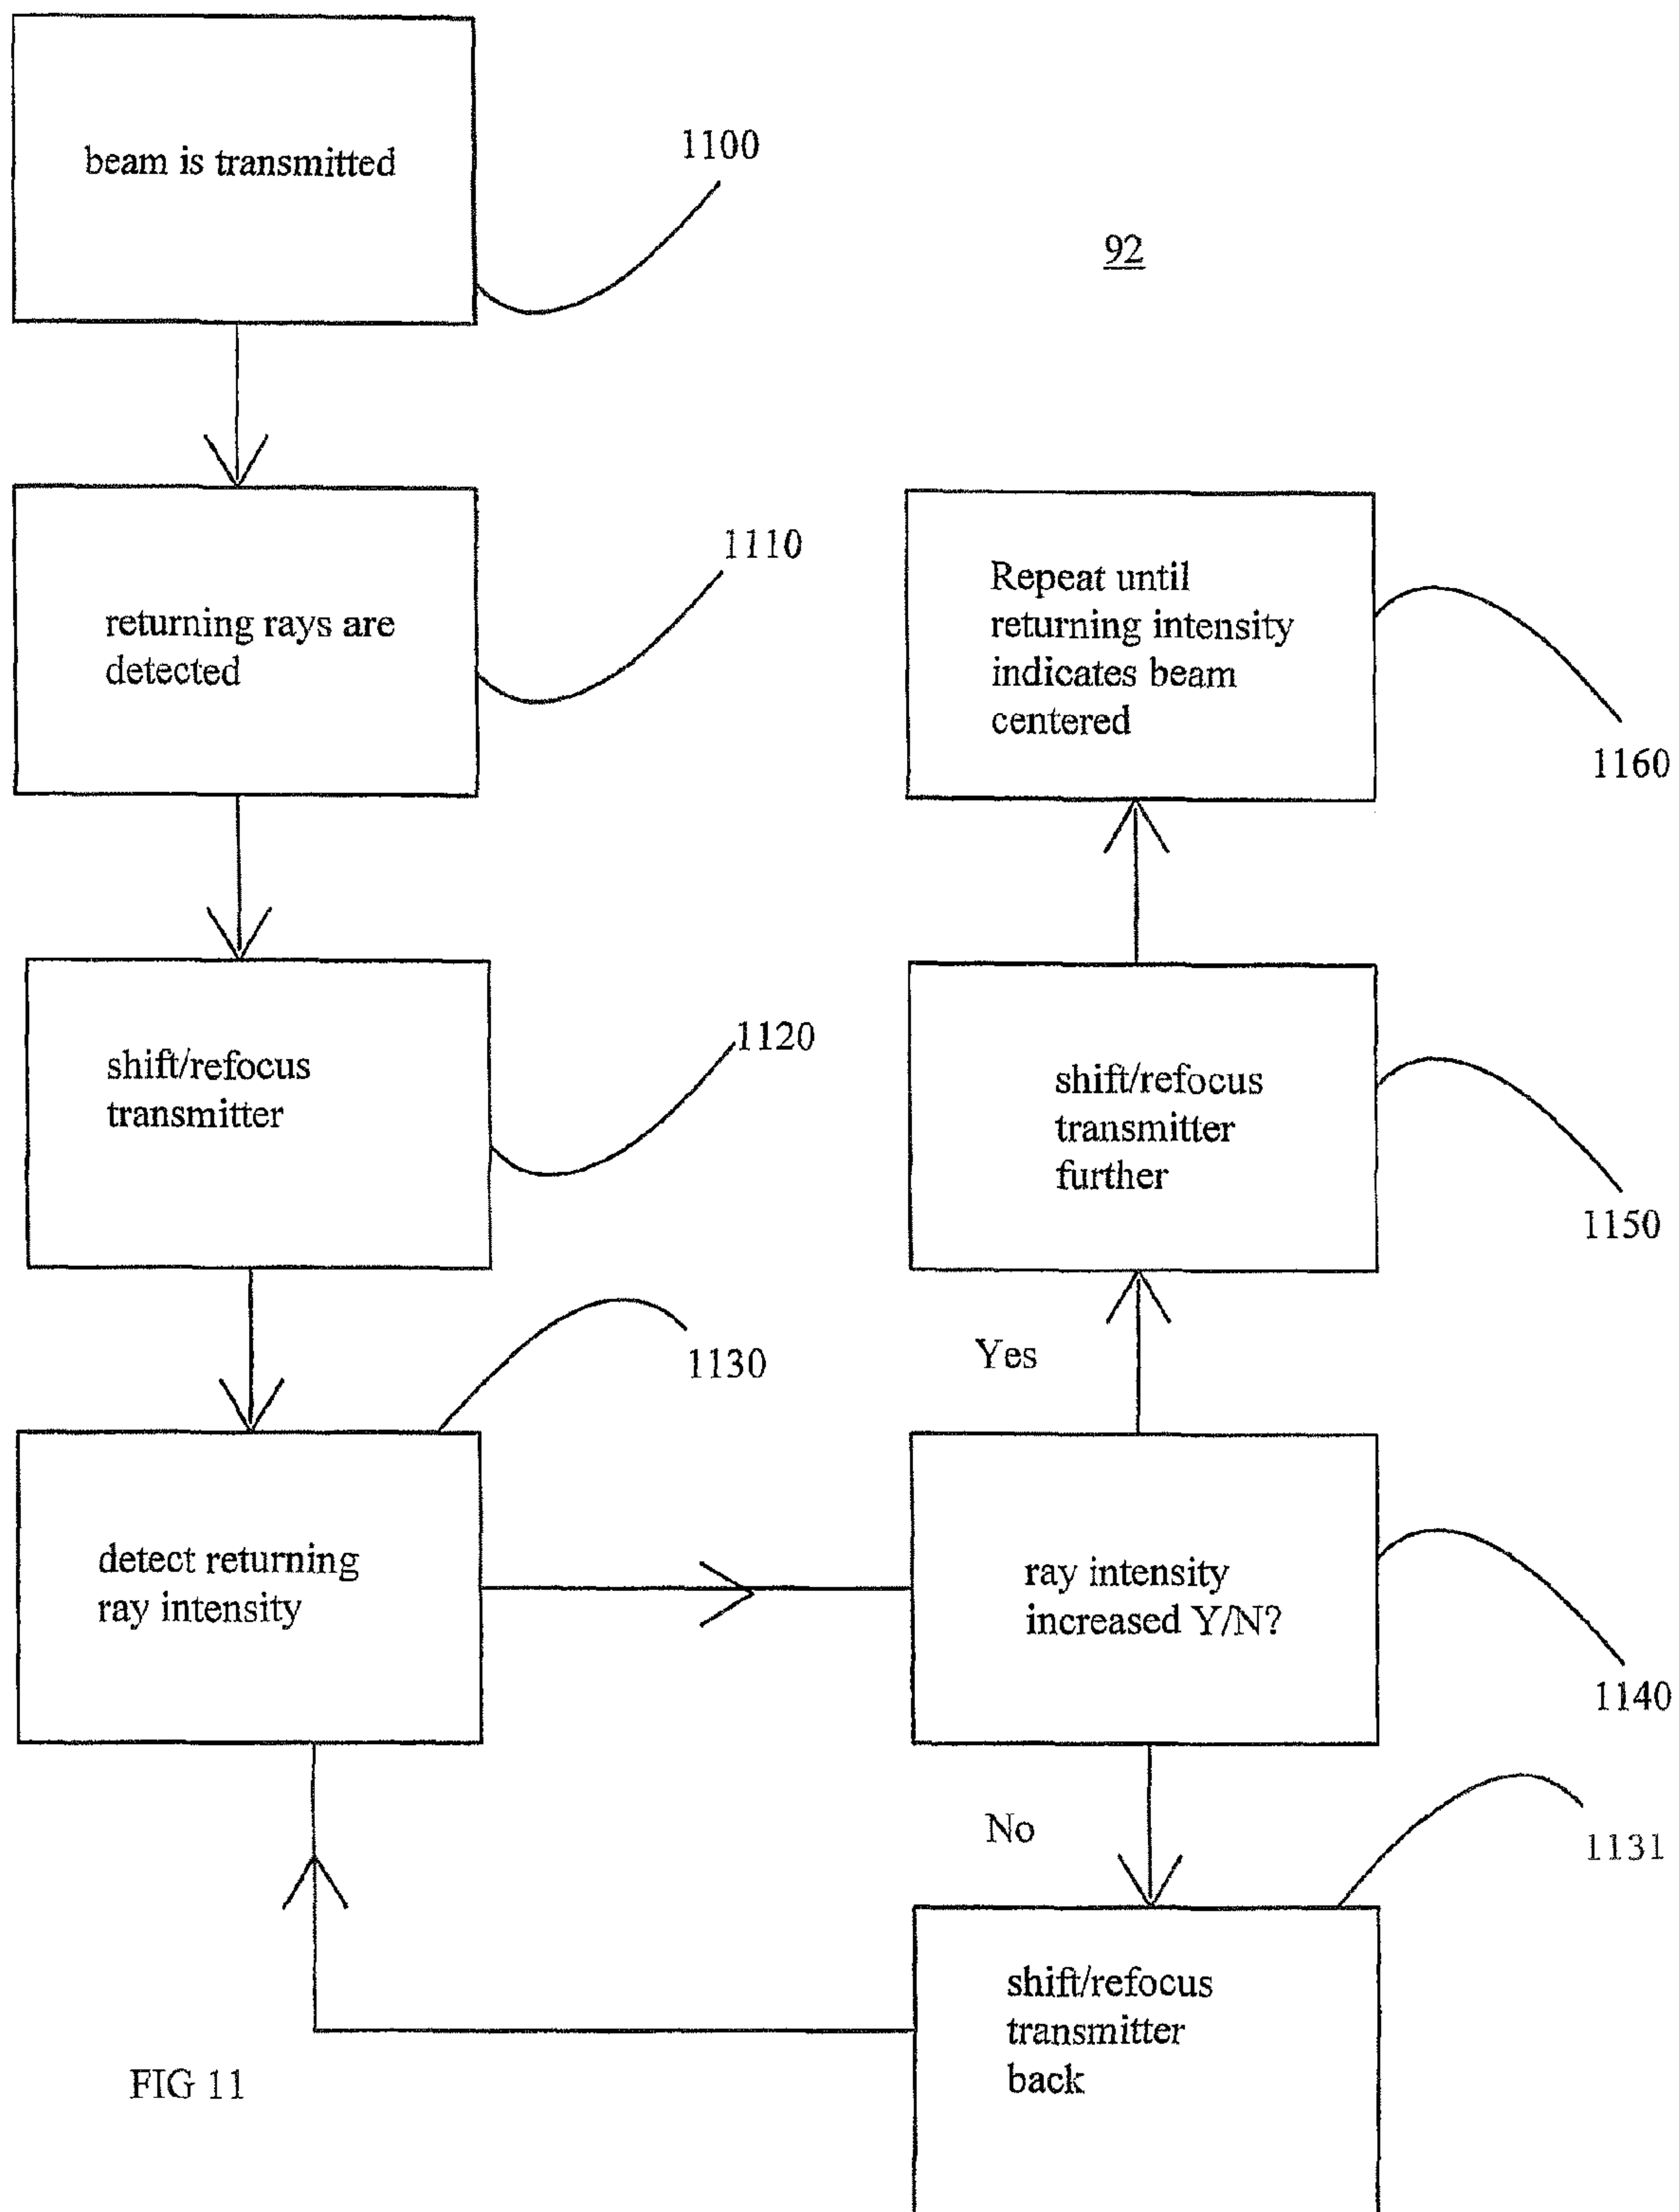 beam is transmitted
1100
92
returning rays are
detected
1110
shift/refocus
transmitter
1120
detect returning
ray intensity
1130
ray intensity
increased Y/N?
1140
Yes
shift/refocus
transmitter
further
1150
Repeat until
returning intensity
indicates beam
centered
1160
No
shift/refocus
transmitter
back
1131
FIG 11